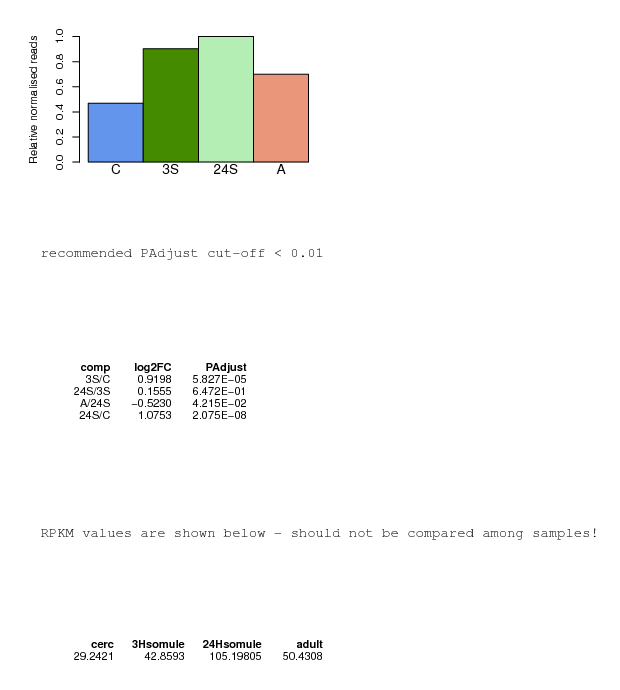 Relative normalised reads
1.0
0.8
0.6
0.4
0.2
0.0
C 3S 24S A
recommended PAdjust cut-off < 0.01
comp log2FC PAdjust
3S/C 0.9198 5.827E-05
24S/3S 0.1555 6.472E-01
A/24S -0.5230 4.215E-02
24S/C 1.0753 2.075E-08
RPKM values are shown below - should not be compared among samples!
cerc 3Hsomule 24Hsomule adult
29.2421 42.8593 105.19805 50.4308